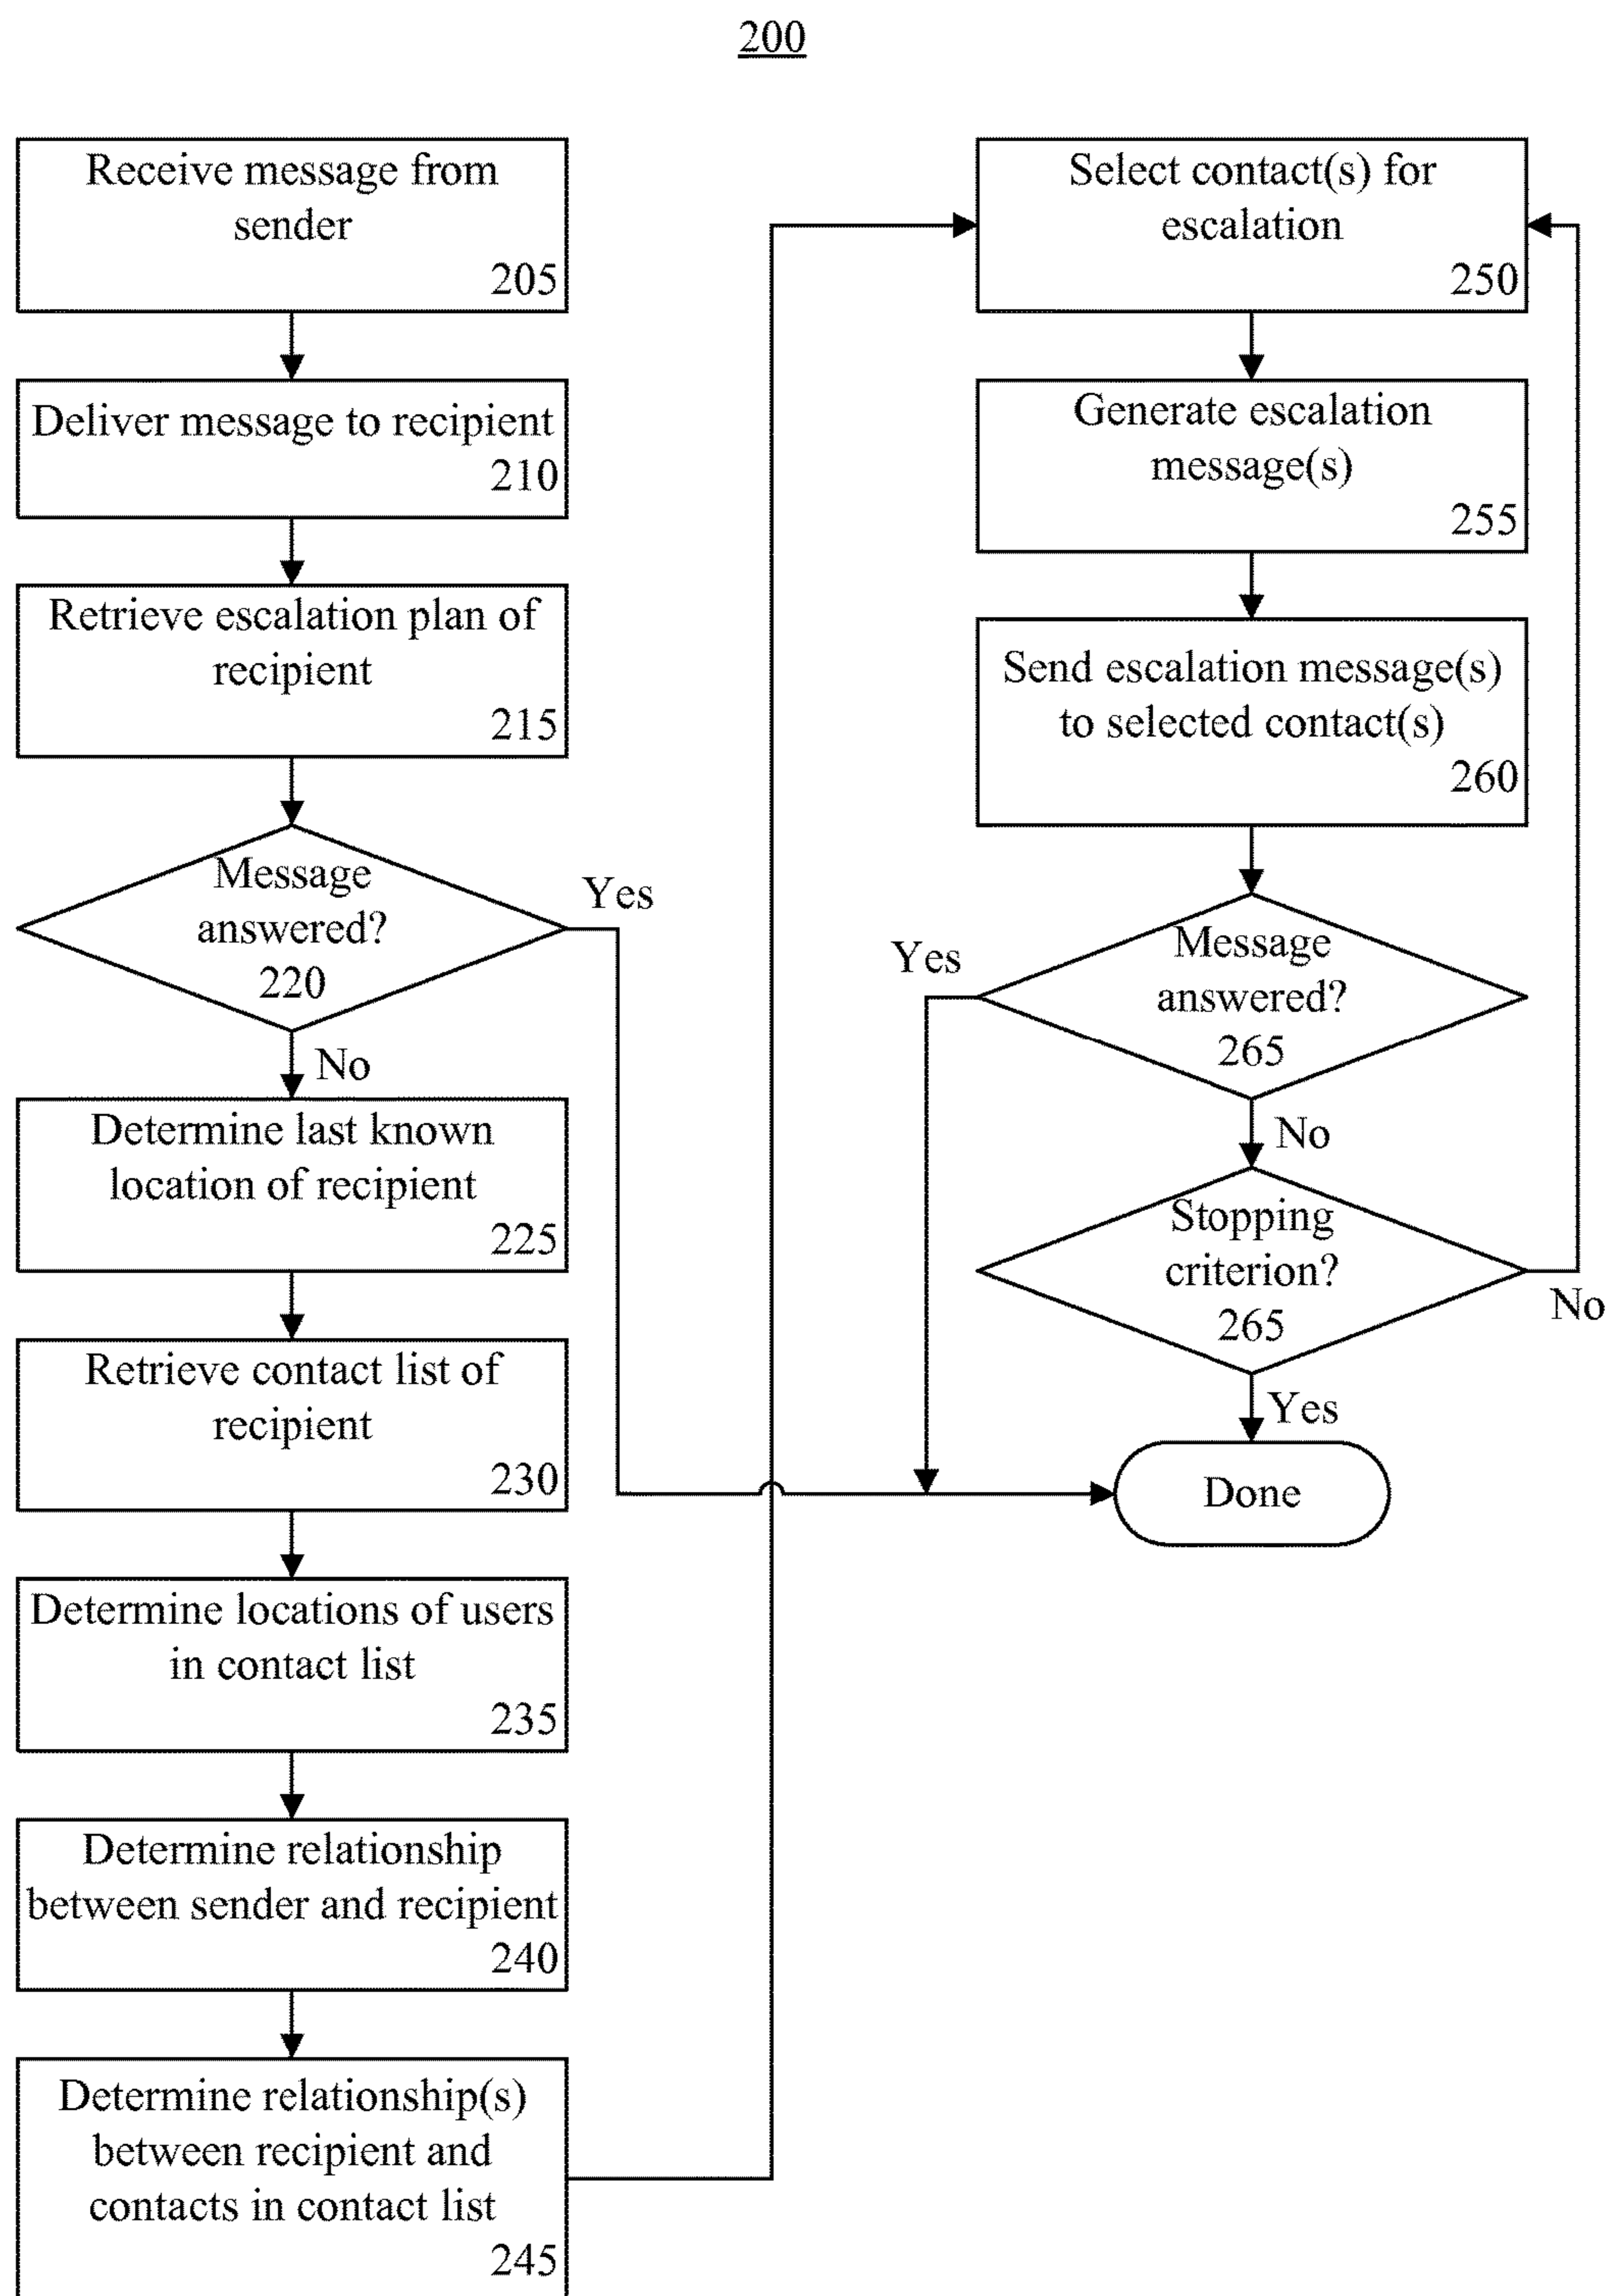 200
Receive message from
sender
205
Deliver message to recipient
210
Retrieve escalation plan of
recipient
215
Message
answered?
220
Yes
No
Determine last known
location of recipient
225
Retrieve contact list of
recipient
230
Determine locations of users
in contact list
235
Determine relationship
between sender and recipient
240
Determine relationship(s)
between recipient and
contacts in contact list
245
Select contact(s) for
escalation
250
Generate escalation
message(s)
255
Send escalation message(s)
to selected contact(s)
260
Message
answered?
265
Yes
No
Stopping
criterion?
265
No
Yes
Done